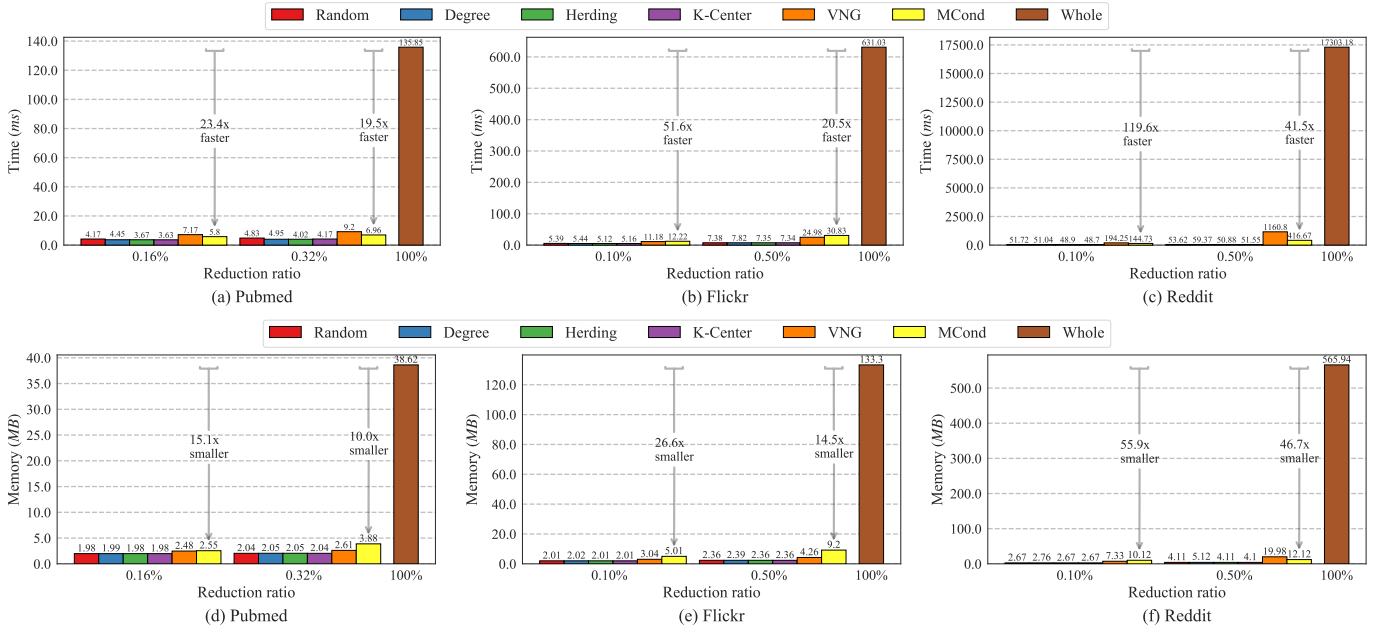 Random Degree Herding K-Center VNG MCond Whole
140.0
120.0
100.0
80.0
60.0
40.0
20.0
0.0
Time (ms)
135.85
23.4x
faster
19.5x
faster
4.17 4.45 3.67 3.63 7.17 5.8
4.83 4.95 4.02 4.17 9.2 6.96
0.16% 0.32% 100%
Reduction ratio
(a) Pubmed
600.0
500.0
400.0
300.0
200.0
100.0
0.0
Time (ms)
631.03
51.6x
faster
20.5x
faster
5.39 5.44 5.12 5.16 11.18 12.22
7.38 7.82 7.35 7.34 24.98 30.83
0.10% 0.50% 100%
Reduction ratio
(b) Flickr
17500.0
15000.0
12500.0
10000.0
7500.0
5000.0
2500.0
0.0
Time (ms)
17303.18
119.6x
faster
41.5x
faster
51.72 51.04 48.9 48.7 194.25 144.73
53.62 59.37 50.88 51.55 1160.8 416.67
0.10% 0.50% 100%
Reduction ratio
(c) Reddit
Random Degree Herding K-Center VNG MCond Whole
40.0
35.0
30.0
25.0
20.0
15.0
10.0
5.0
0.0
Memory (MB)
38.62
15.1x
smaller
10.0x
smaller
1.98 1.99 1.98 1.98 2.48 2.55
2.04 2.05 2.05 2.04 2.61 3.88
0.16% 0.32% 100%
Reduction ratio
(d) Pubmed
120.0
100.0
80.0
60.0
40.0
20.0
0.0
Memory (MB)
133.3
26.6x
smaller
14.5x
smaller
2.01 2.02 2.01 2.01 3.04 5.01
2.36 2.39 2.36 2.36 4.26 9.2
0.10% 0.50% 100%
Reduction ratio
(e) Flickr
500.0
400.0
300.0
200.0
100.0
0.0
Memory (MB)
565.94
55.9x
smaller
46.7x
smaller
2.67 2.76 2.67 2.67 7.33 10.12
4.11 5.12 4.11 4.1 19.98 12.12
0.10% 0.50% 100%
Reduction ratio
(f) Reddit